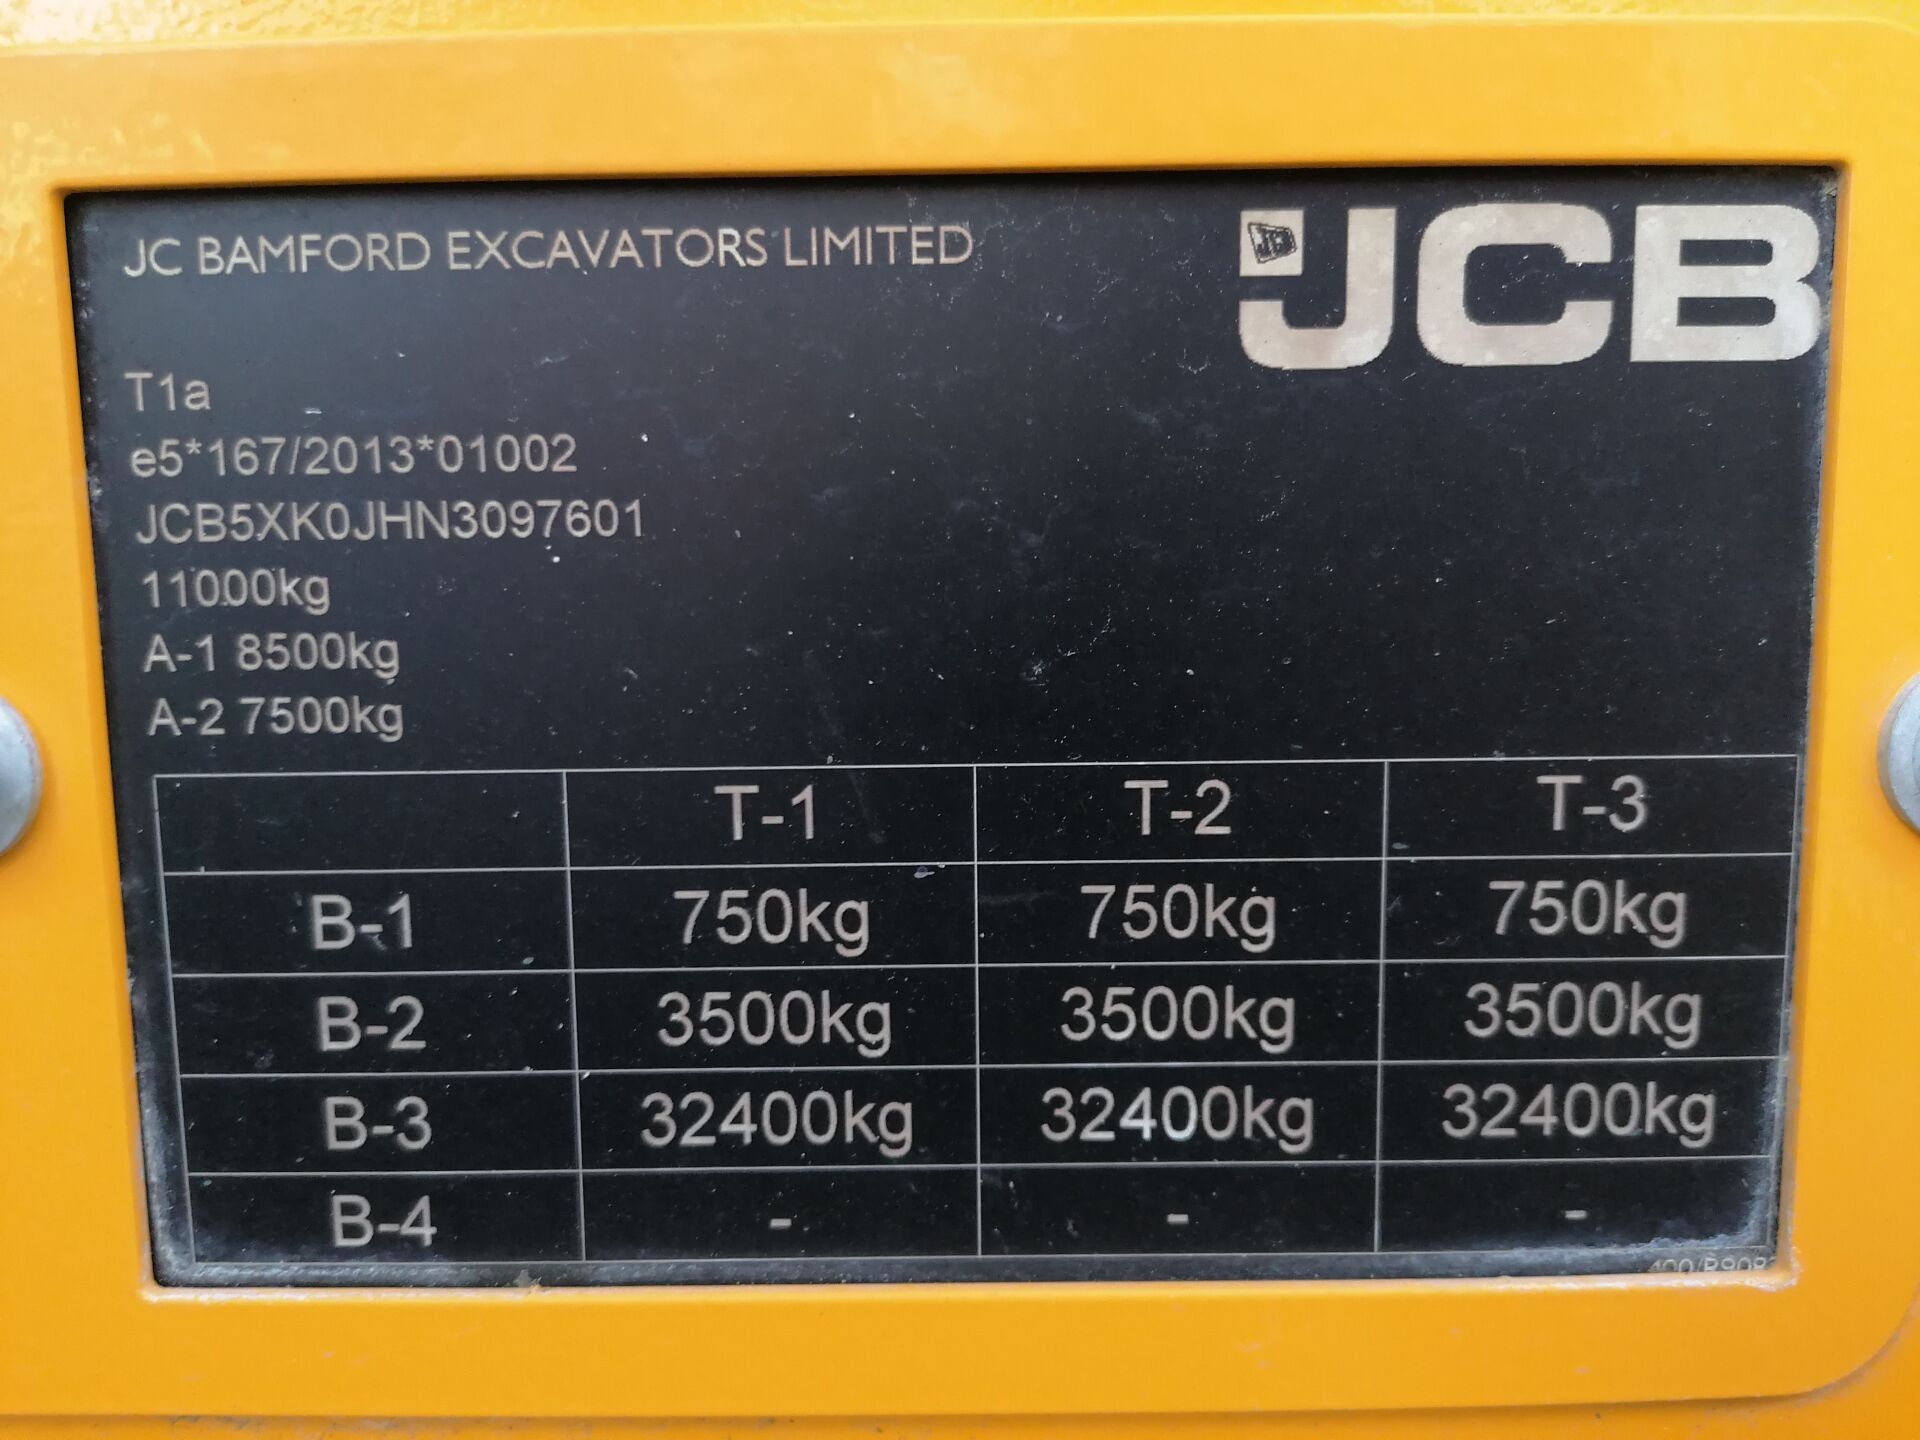 JC BAMFORD EXCAVATORS LIMITED
JCB
JCB
T1a
e5*167/2013*01002
JCB5XK0JHN3097601
11000kg
A-1 8500kg
A-2 7500kg
T-1 T-2 T-3
B-1 750kg 750kg 750kg
B-2 3500kg 3500kg 3500kg
B-3 32400kg 32400kg 32400kg
B-4 - - -